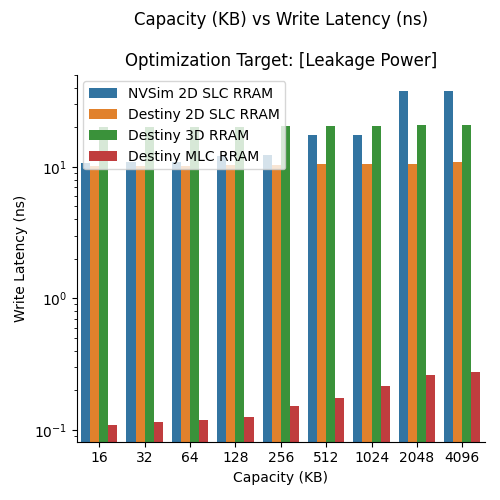 Capacity (KB) vs Write Latency (ns)
Optimization Target: [Leakage Power]
NVSim 2D SLC RRAM
Destiny 2D SLC RRAM
Destiny 3D RRAM
Destiny MLC RRAM
Write Latency (ns)
10¹
10⁰
10⁻¹
16 32 64 128 256 512 1024 2048 4096
Capacity (KB)